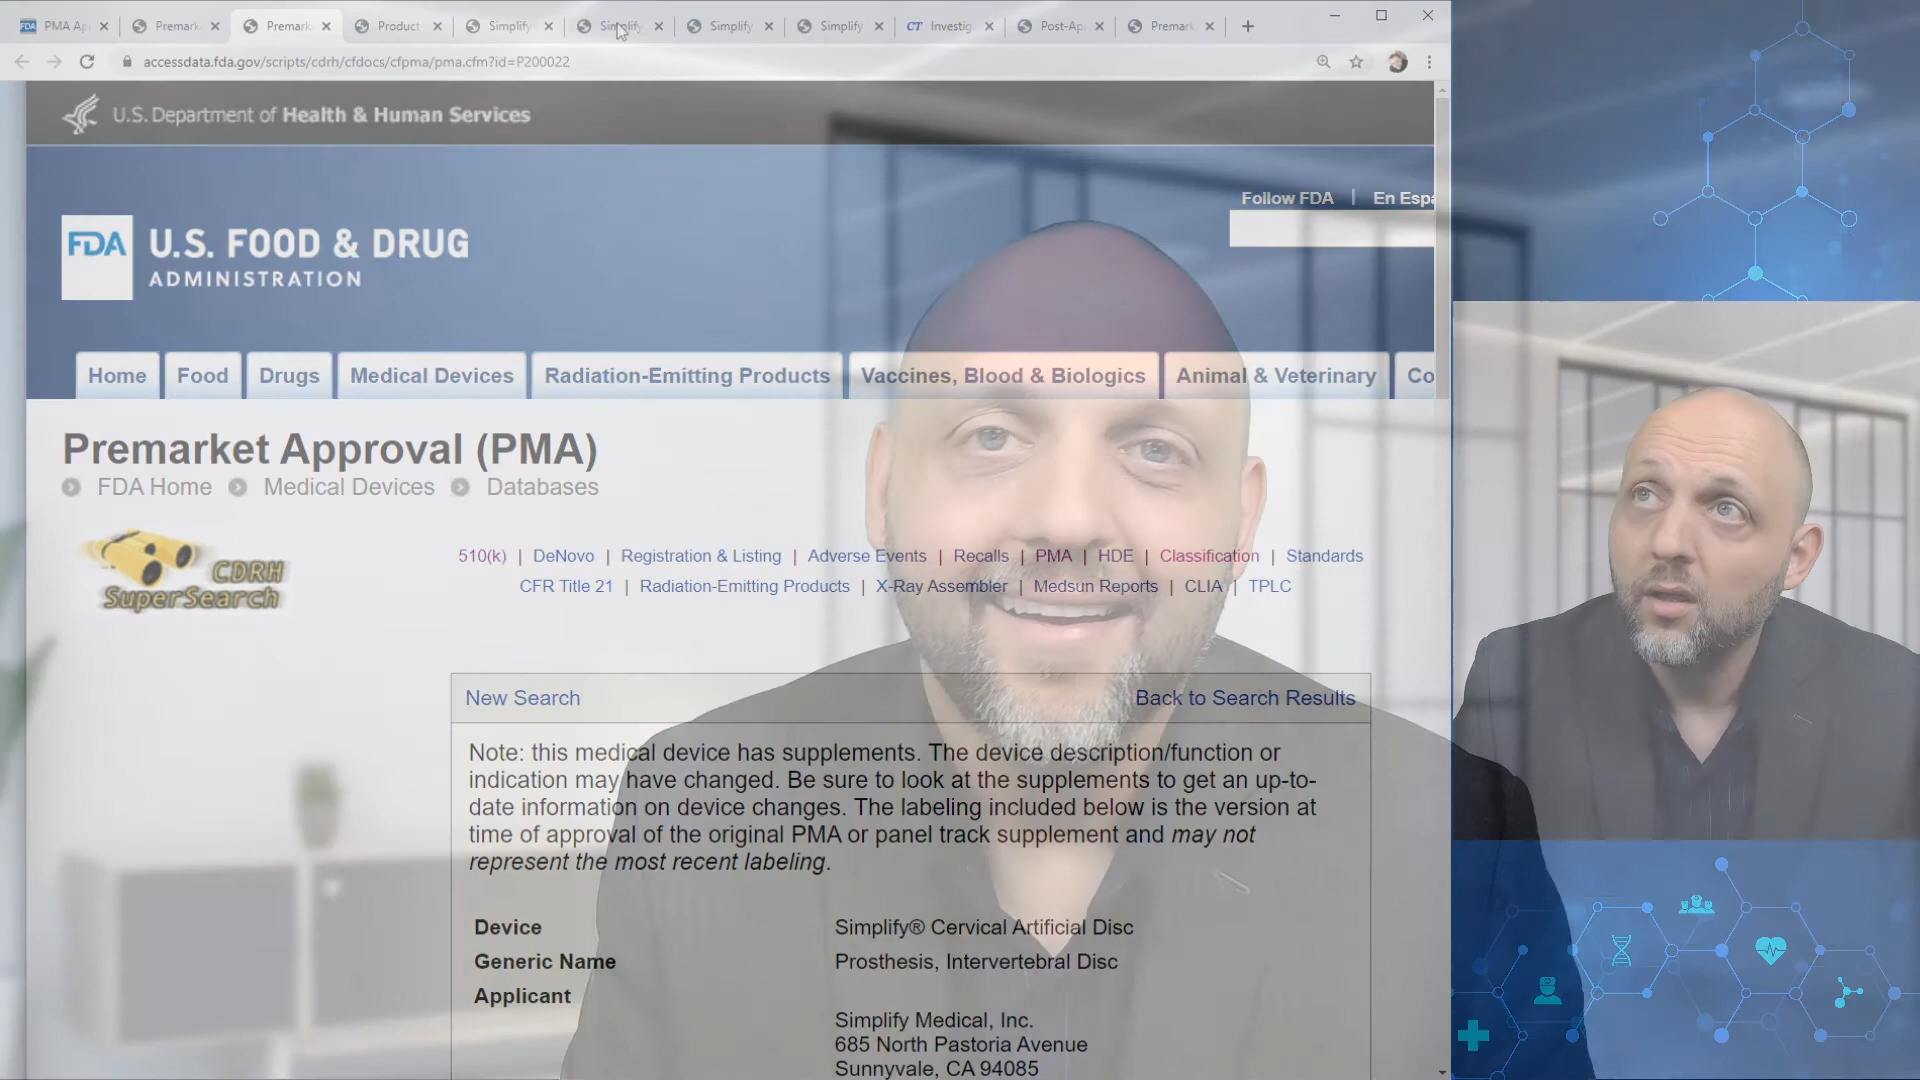 PMA Ap
Premark
Premark
Product
Simplify
Simplify
Simplify
Simplify
CT Investig
Post-Ap
Premark
accessdata.fda.gov/scripts/cdrh/cfdocs/cfpma/pma.cfm?id=P200022
U.S. Department of Health & Human Services
Follow FDA | En Espa
FDA U.S. FOOD & DRUG
ADMINISTRATION
Home Food Drugs Medical Devices Radiation-Emitting Products Vaccines, Blood & Biologics Animal & Veterinary Co
Premarket Approval (PMA)
FDA Home Medical Devices Databases
CDRH
SuperSearch
510(k) | DeNovo | Registration & Listing | Adverse Events | Recalls | PMA | HDE | Classification | Standards
CFR Title 21 | Radiation-Emitting Products | X-Ray Assembler | Medsun Reports | CLIA | TPLC
New Search Back to Search Results
Note: this medical device has supplements. The device description/function or
indication may have changed. Be sure to look at the supplements to get an up-to-
date information on device changes. The labeling included below is the version at
time of approval of the original PMA or panel track supplement and may not
represent the most recent labeling.
Device Simplify® Cervical Artificial Disc
Generic Name Prosthesis, Intervertebral Disc
Applicant
Simplify Medical, Inc.
685 North Pastoria Avenue
Sunnyvale, CA 94085